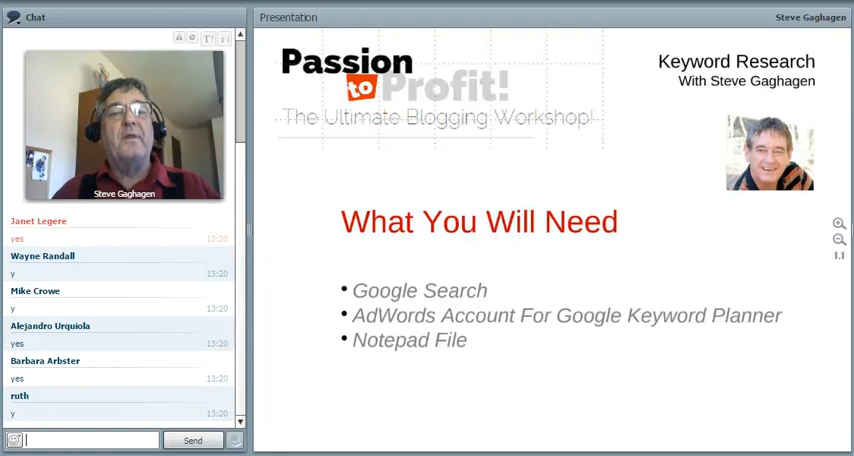 Chat
T↑ T↓
Steve Gaghagen
Janet Legere
yes 13:20
Wayne Randall
y 13:20
Mike Crowe
y 13:20
Alejandro Urquiola
yes 13:20
Barbara Arbster
yes 13:20
ruth
y 13:20
Send
Presentation
Steve Gaghagen
Passion
to Profit!
The Ultimate Blogging Workshop!
Keyword Research
With Steve Gaghagen
What You Will Need
• Google Search
• AdWords Account For Google Keyword Planner
• Notepad File
1.1